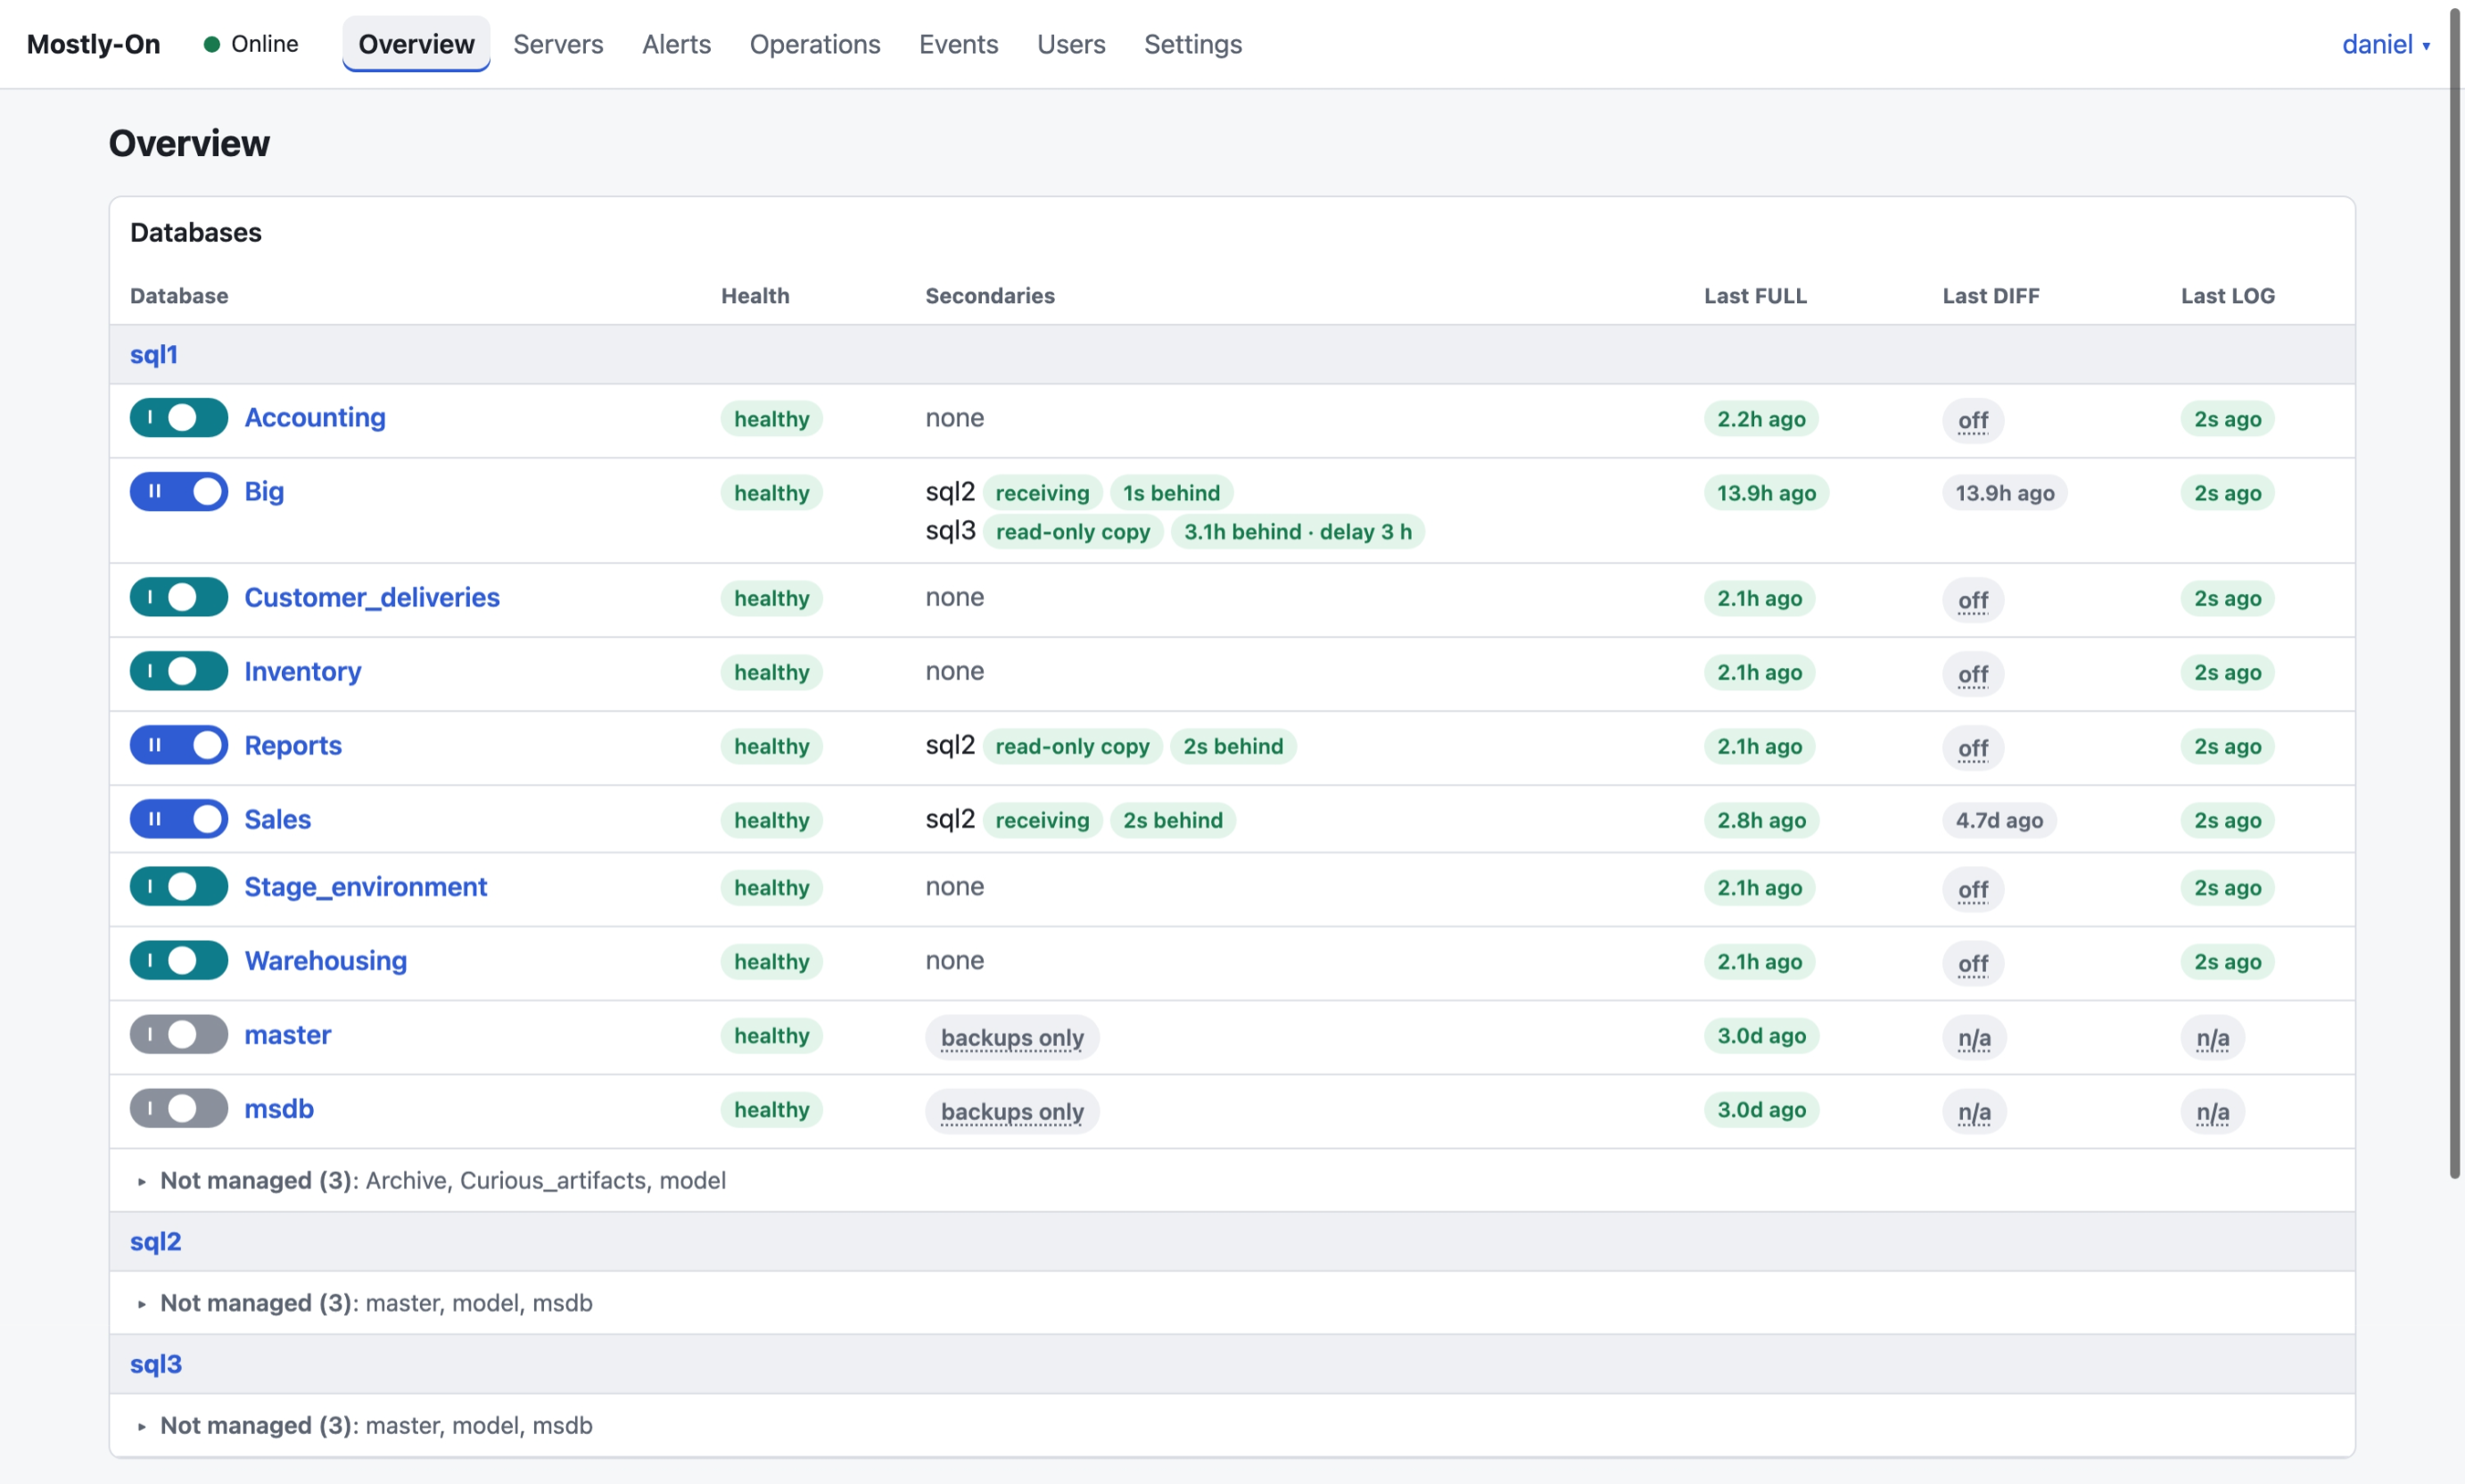 Mostly-On Online Overview Servers Alerts Operations Events Users Settings daniel ▾
Overview
Databases
Database Health Secondaries Last FULL Last DIFF Last LOG
sql1
Accounting healthy none 2.2h ago off 2s ago
Big healthy sql2 receiving 1s behind 13.9h ago 13.9h ago 2s ago
sql3 read-only copy 3.1h behind · delay 3 h
Customer_deliveries healthy none 2.1h ago off 2s ago
Inventory healthy none 2.1h ago off 2s ago
Reports healthy sql2 read-only copy 2s behind 2.1h ago off 2s ago
Sales healthy sql2 receiving 2s behind 2.8h ago 4.7d ago 2s ago
Stage_environment healthy none 2.1h ago off 2s ago
Warehousing healthy none 2.1h ago off 2s ago
master healthy backups only 3.0d ago n/a n/a
msdb healthy backups only 3.0d ago n/a n/a
▸ Not managed (3): Archive, Curious_artifacts, model
sql2
▸ Not managed (3): master, model, msdb
sql3
▸ Not managed (3): master, model, msdb